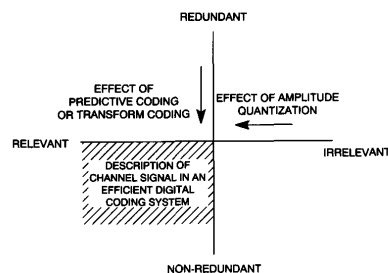 REDUNDANT
EFFECT OF
PREDICTIVE CODING
OR TRANSFORM CODING
EFFECT OF AMPLITUDE
QUANTIZATION
RELEVANT
IRRELEVANT
DESCRIPTION OF
CHANNEL SIGNAL IN AN
EFFICIENT DIGITAL
CODING SYSTEM
NON-REDUNDANT